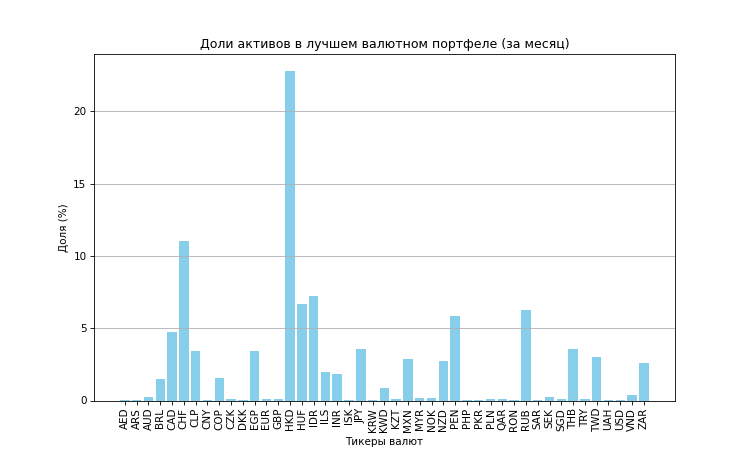 Доли активов в лучшем валютном портфеле (за месяц)
Доля (%)
20
15
10
5
0
AED ARS AUD BRL CAD CHF CLP CNY COP CZK DKK EGP EUR GBP HKD HUF IDR ILS INR ISK JPY KRW KWD KZT MXN MYR NOK NZD PEN PHP PKR PLN QAR RON RUB SAR SEK SGD THB TRY TWD UAH USD VND ZAR
Тикеры валют